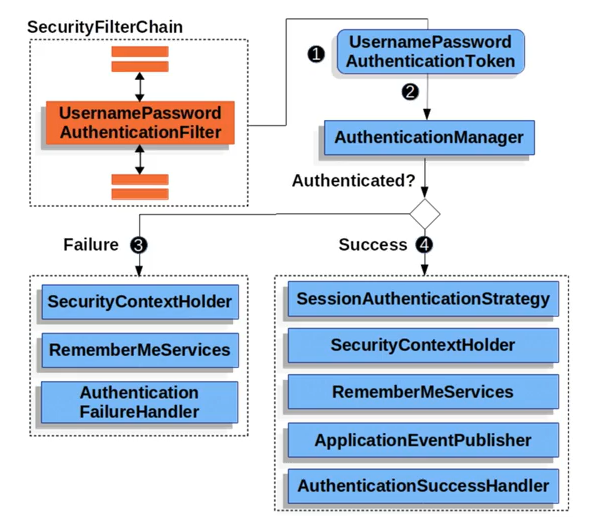 SecurityFilterChain
UsernamePassword
AuthenticationFilter
1
UsernamePassword
AuthenticationToken
2
AuthenticationManager
Authenticated?
Failure 3
Success 4
SecurityContextHolder
RememberMeServices
Authentication
FailureHandler
SessionAuthenticationStrategy
SecurityContextHolder
RememberMeServices
ApplicationEventPublisher
AuthenticationSuccessHandler